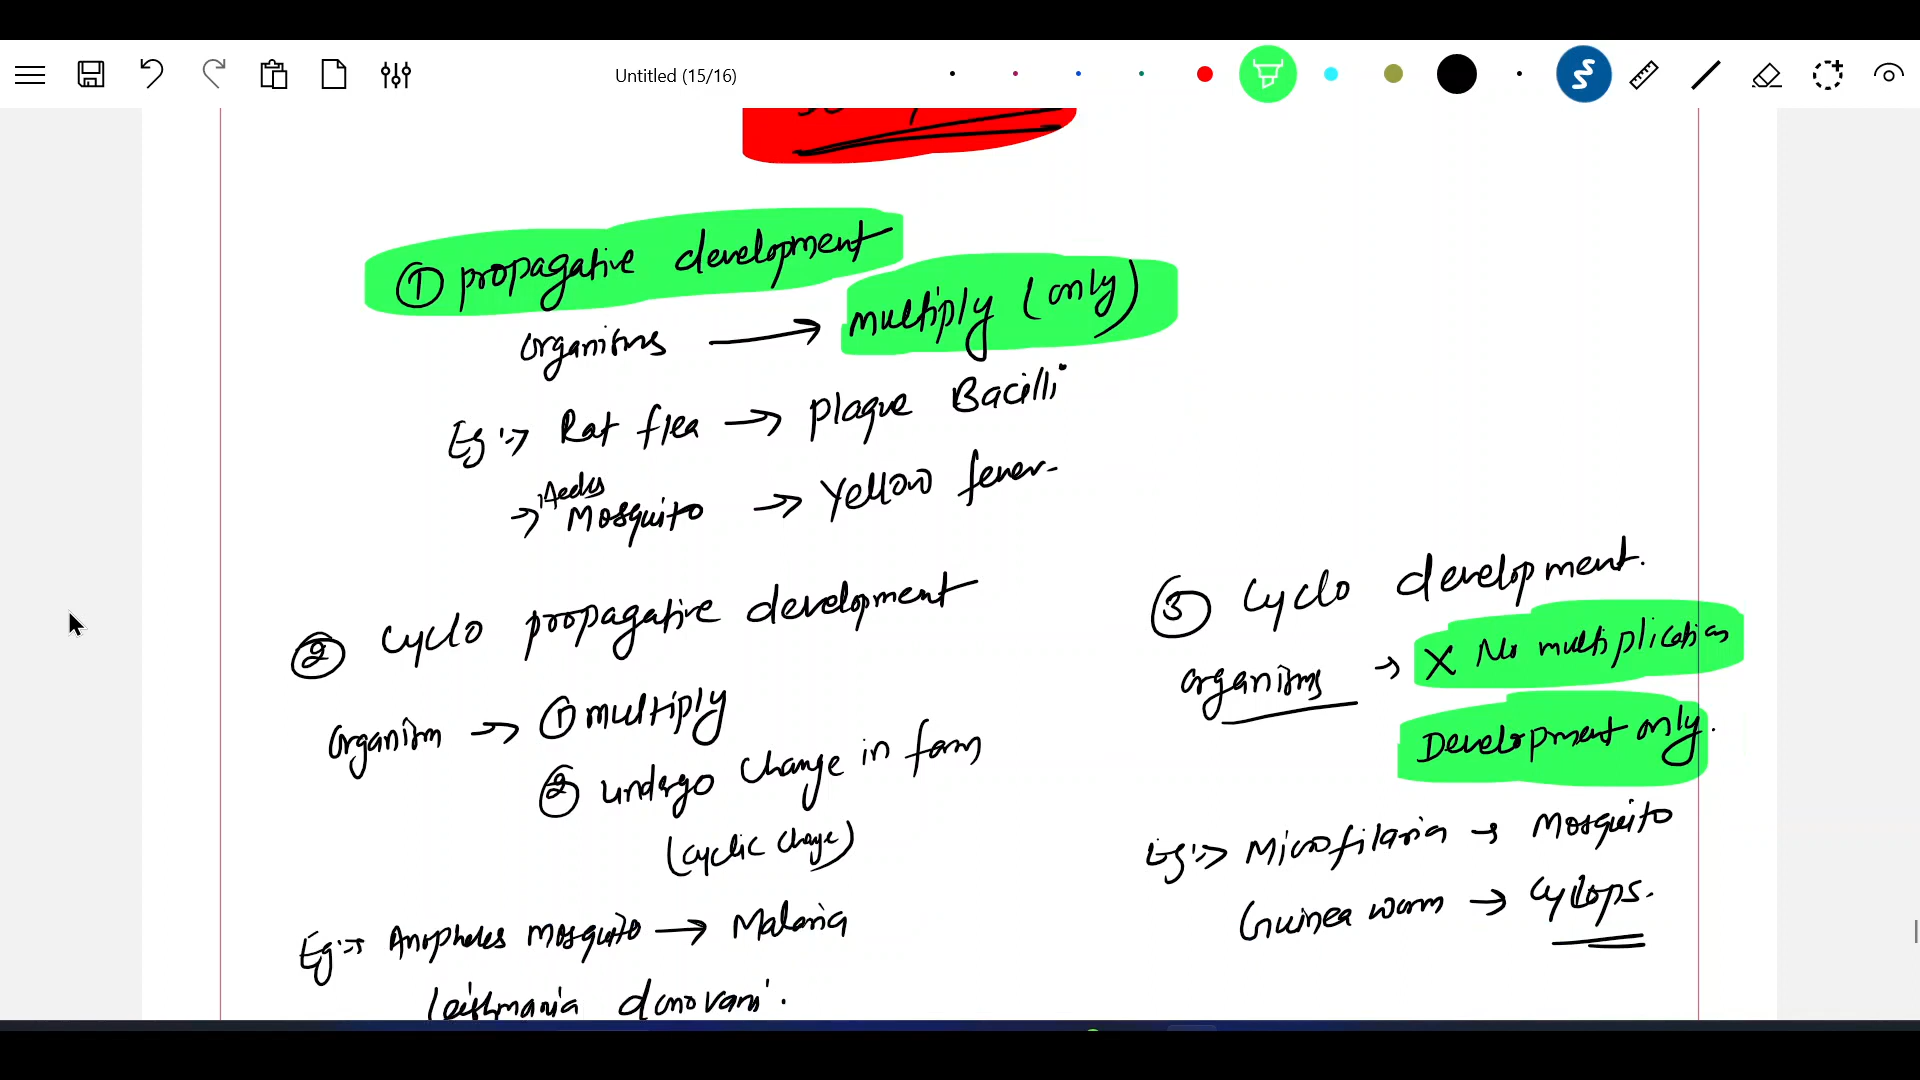 Untitled (15/16)
① propagative development
organisms → multiply (only)
Eg:→ Rat flea → plague Bacilli
→ Aedes Mosquito → Yellow fever
② cyclo propagative development
organism → ① multiply
② undergo change in form
(cyclic change)
Eg:→ Anopheles mosquito → Malaria
leishmania donovani.
③ Cyclo development.
organisms → X No multiplication
Development only.
Eg:→ Microfilaria → Mosquito
Guinea worm → cyclops.